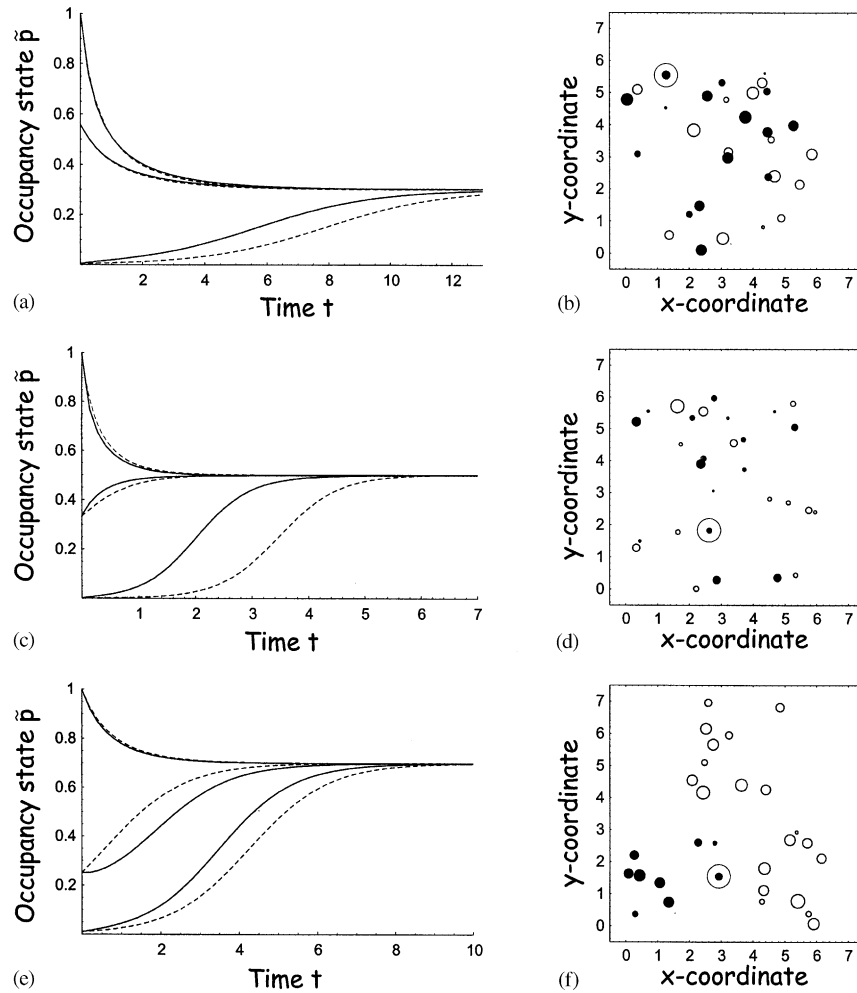 Occupancy state p̃
1
0.8
0.6
0.4
0.2
2 4 6 8 10 12
Time t
(a)
y-coordinate
7
6
5
4
3
2
1
0
0 1 2 3 4 5 6 7
x-coordinate
(b)
Occupancy state p̃
1
0.8
0.6
0.4
0.2
1 2 3 4 5 6 7
Time t
(c)
y-coordinate
7
6
5
4
3
2
1
0
0 1 2 3 4 5 6 7
x-coordinate
(d)
Occupancy state p̃
1
0.8
0.6
0.4
0.2
2 4 6 8 10
Time t
(e)
y-coordinate
7
6
5
4
3
2
1
0
0 1 2 3 4 5 6 7
x-coordinate
(f)